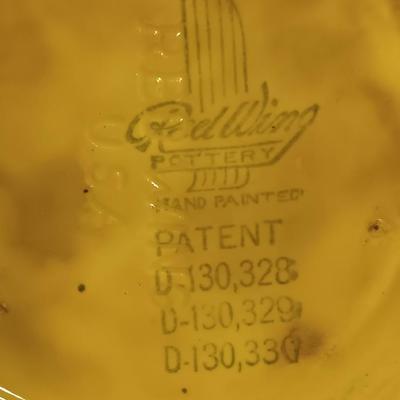 Red Wing
POTTERY
HAND PAINTED
PATENT
D-130,328
D-130,329
D-130,330